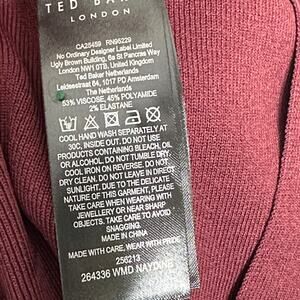 TED BAKER
LONDON
CA25459 RN95229
No Ordinary Designer Label Limited
Ugly Brown Building, 6a St Pancras Way
London NW1 0TB, United Kingdom
Ted Baker Netherlands
Leidsestraat 64, 1017 PD Amsterdam
The Netherlands
53% VISCOSE, 45% POLYAMIDE
2% ELASTANE
COOL HAND WASH SEPARATELY AT
30C, INSIDE OUT. DO NOT USE
PRODUCTS CONTAINING BLEACH, OIL
OR ALCOHOL. DO NOT TUMBLE DRY.
COOL IRON ON REVERSE. DO NOT
DRY CLEAN. DO NOT LEAVE IN DIRECT
SUNLIGHT. DUE TO THE DELICATE
NATURE OF THIS GARMENT, PLEASE
TAKE CARE WHEN WEARING WITH
JEWELLERY OR NEAR SHARP
OBJECTS. TAKE CARE TO AVOID
SNAGGING.
MADE IN CHINA
MADE WITH CARE, WEAR WITH PRIDE
256213
264336 WMD NAYDING